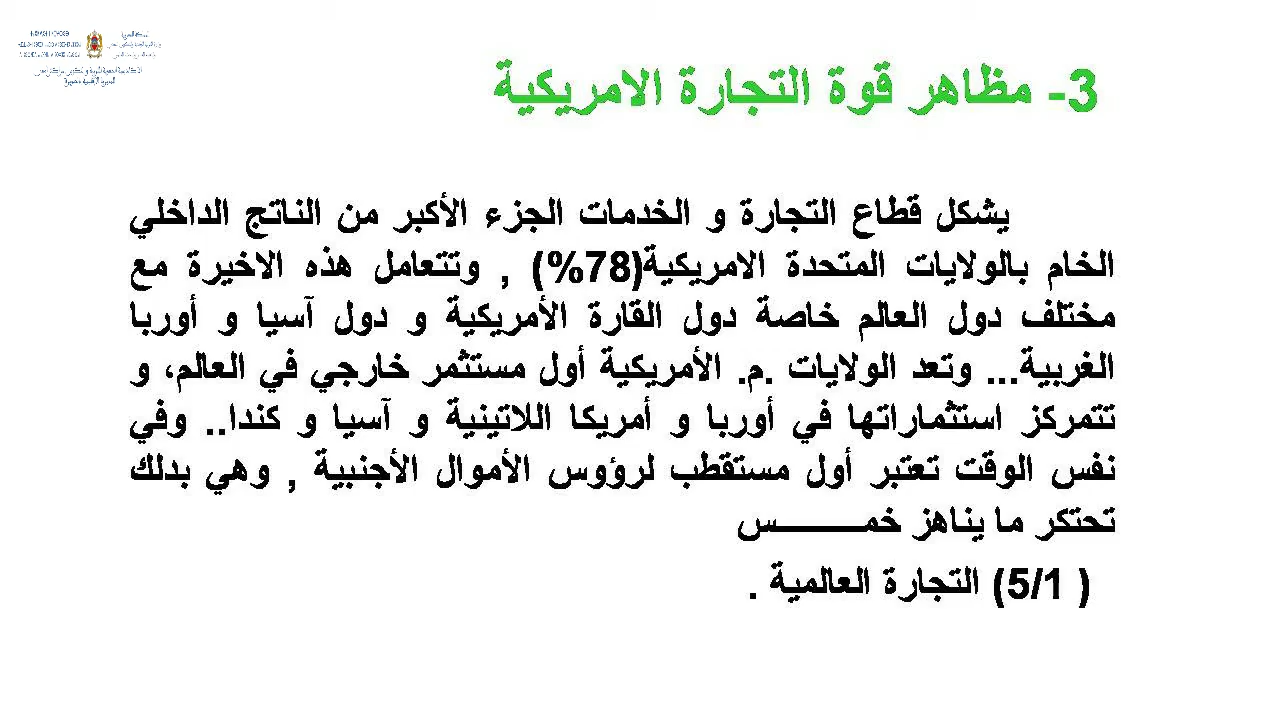 المملكة المغربية
3- مظاهر قوة التجارة الامريكية
يشكل قطاع التجارة و الخدمات الجزء الأكبر من الناتج الداخلي
الخام بالولايات المتحدة الامريكية(78%) , وتتعامل هذه الاخيرة مع
مختلف دول العالم خاصة دول القارة الأمريكية و دول آسيا و أوربا
الغربية... وتعد الولايات .م. الأمريكية أول مستثمر خارجي في العالم، و
تتمركز استثماراتها في أوربا و أمريكا اللاتينية و آسيا و كندا.. وفي
نفس الوقت تعتبر أول مستقطب لرؤوس الأموال الأجنبية , وهي بدلك
تحتكر ما يناهز خمـــــــــس
( 5/1) التجارة العالمية .